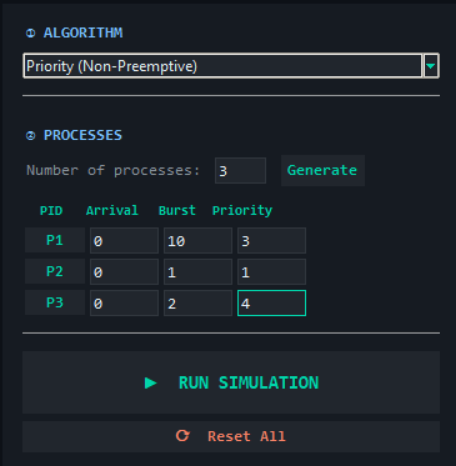 ① ALGORITHM
Priority (Non-Preemptive)
② PROCESSES
Number of processes: 3 Generate
PID Arrival Burst Priority
P1 0 10 3
P2 0 1 1
P3 0 2 4
▶ RUN SIMULATION
⟳ Reset All